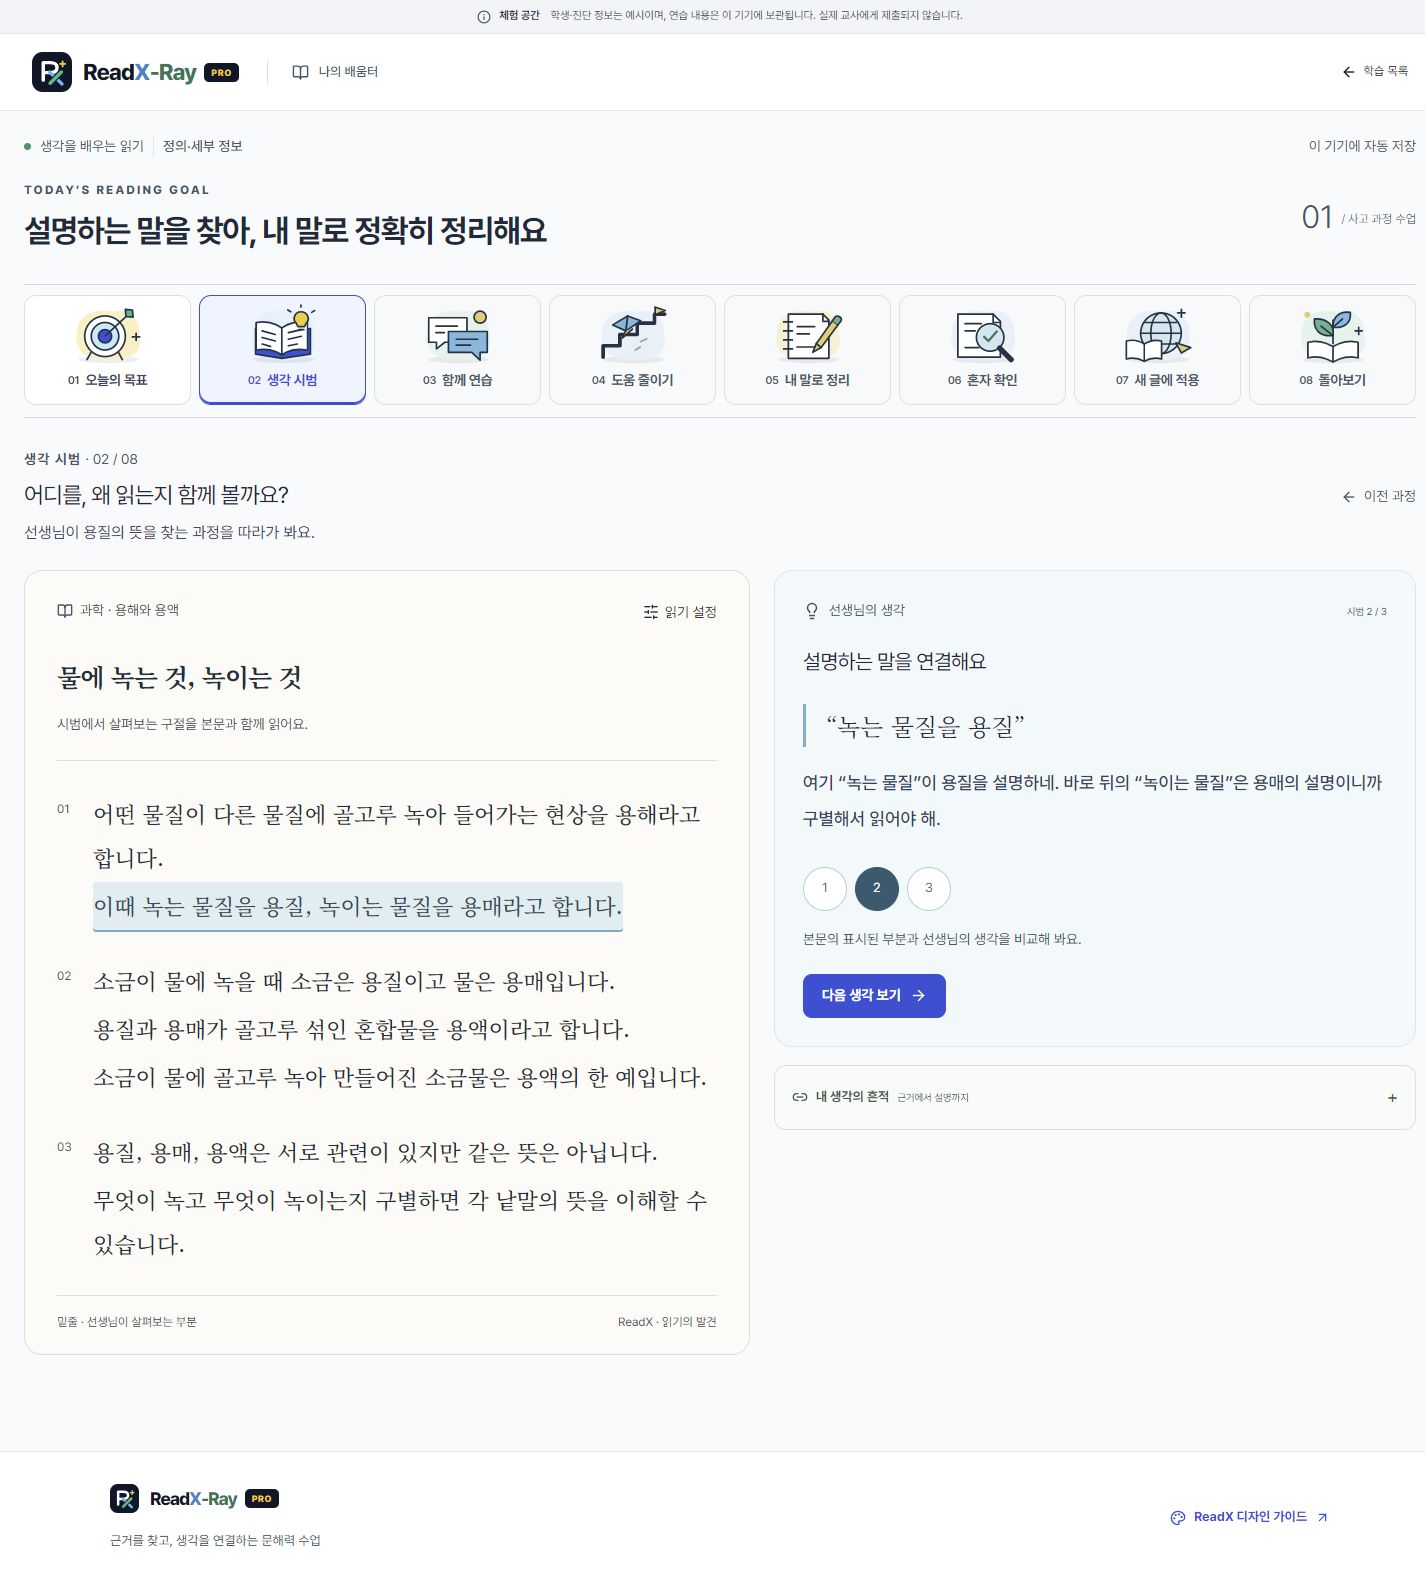 체험 공간 학생·진단 정보는 예시이며, 연습 내용은 이 기기에 보관됩니다. 실제 교사에게 제출되지 않습니다.
ReadX-Ray PRO 나의 배움터
학습 목록
생각을 배우는 읽기 정의·세부 정보
이 기기에 자동 저장
TODAY'S READING GOAL
설명하는 말을 찾아, 내 말로 정확히 정리해요
01 / 사고 과정 수업
01 오늘의 목표
02 생각 시범
03 함께 연습
04 도움 줄이기
05 내 말로 정리
06 혼자 확인
07 새 글에 적용
08 돌아보기
생각 시범 · 02 / 08
어디를, 왜 읽는지 함께 볼까요?
이전 과정
선생님이 용질의 뜻을 찾는 과정을 따라가 봐요.
과학 · 용해와 용액
읽기 설정
물에 녹는 것, 녹이는 것
시범에서 살펴보는 구절을 본문과 함께 읽어요.
01 어떤 물질이 다른 물질에 골고루 녹아 들어가는 현상을 용해라고
합니다.
이때 녹는 물질을 용질, 녹이는 물질을 용매라고 합니다.
02 소금이 물에 녹을 때 소금은 용질이고 물은 용매입니다.
용질과 용매가 골고루 섞인 혼합물을 용액이라고 합니다.
소금이 물에 골고루 녹아 만들어진 소금물은 용액의 한 예입니다.
03 용질, 용매, 용액은 서로 관련이 있지만 같은 뜻은 아닙니다.
무엇이 녹고 무엇이 녹이는지 구별하면 각 낱말의 뜻을 이해할 수
있습니다.
밑줄 · 선생님이 살펴보는 부분
ReadX · 읽기의 발견
선생님의 생각
시범 2 / 3
설명하는 말을 연결해요
“녹는 물질을 용질”
여기 “녹는 물질”이 용질을 설명하네. 바로 뒤의 “녹이는 물질”은 용매의 설명이니까
구별해서 읽어야 해.
1 2 3
본문의 표시된 부분과 선생님의 생각을 비교해 봐요.
다음 생각 보기
내 생각의 흔적 근거에서 설명까지
ReadX-Ray PRO
근거를 찾고, 생각을 연결하는 문해력 수업
ReadX 디자인 가이드